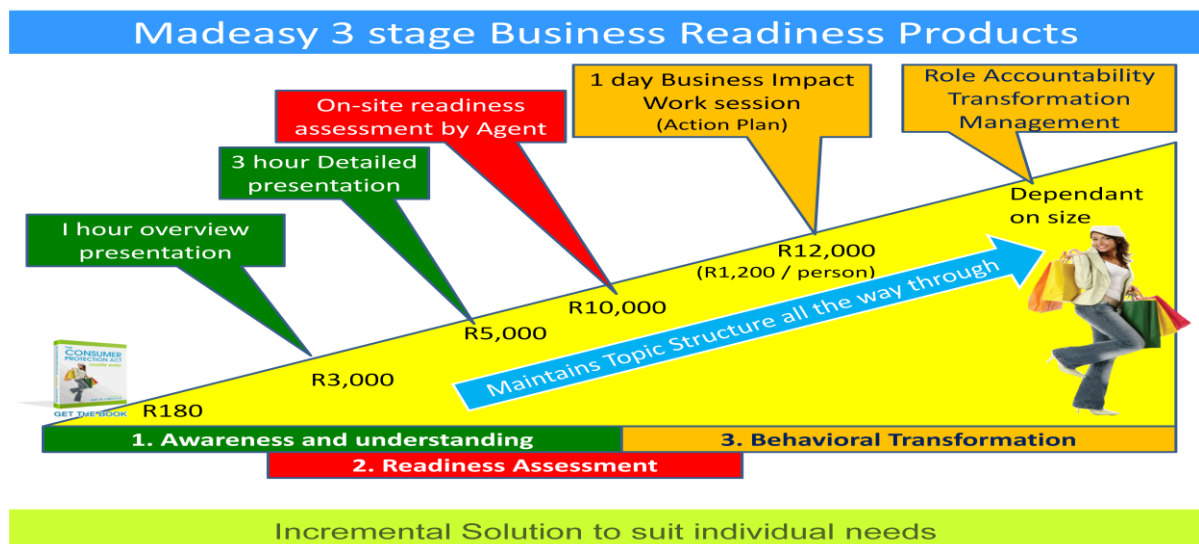 Madeasy 3 stage Business Readiness Products
1 day Business Impact
Work session
(Action Plan)
Role Accountability
Transformation
Management
On-site readiness
assessment by Agent
3 hour Detailed
presentation
I hour overview
presentation
Dependant
on size
R12,000
(R1,200 / person)
R10,000
R5,000
R3,000
R180
Maintains Topic Structure all the way through
THE
CONSUMER
PROTECTION ACT
made easy
GET THE BOOK
1. Awareness and understanding
3. Behavioral Transformation
2. Readiness Assessment
Incremental Solution to suit individual needs